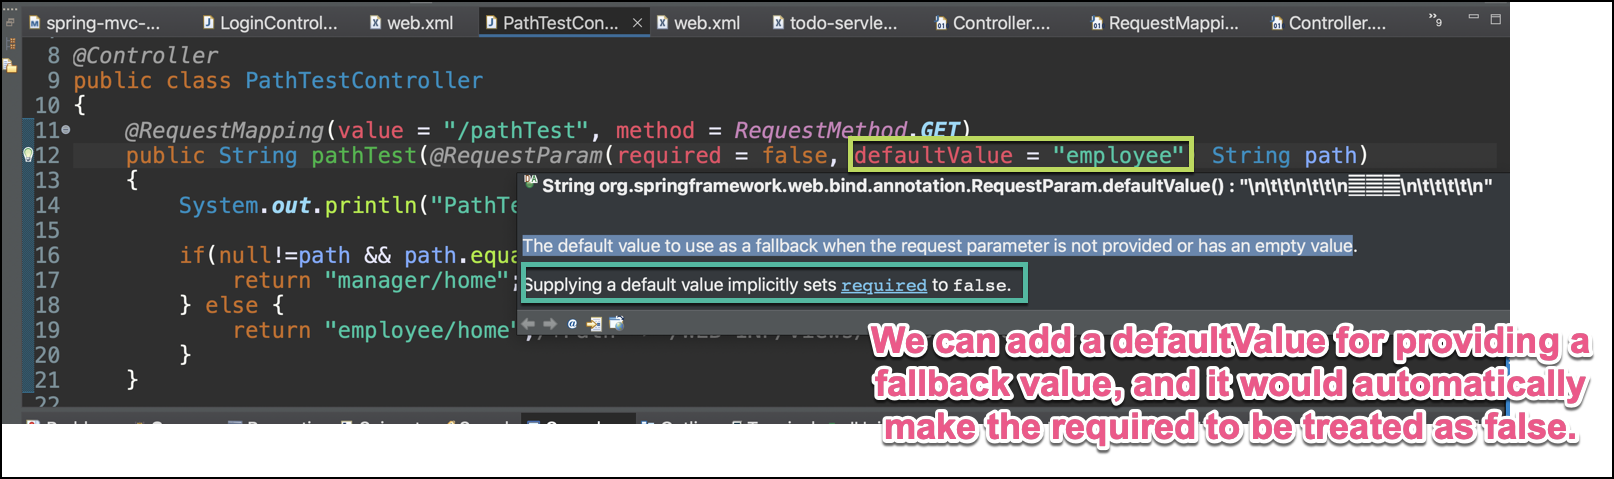 spring-mvc-... LoginControl... web.xml PathTestCon... × web.xml todo-servle... Controller.... RequestMappi... Controller.... »9
8 @Controller
9 public class PathTestController
10 {
11 @RequestMapping(value = "/pathTest", method = RequestMethod.GET)
12 public String pathTest(@RequestParam(required = false, defaultValue = "employee" String path)
13 {
String org.springframework.web.bind.annotation.RequestParam.defaultValue() : "\n\t\t\n\t\t\n\n\t\t\t\t\n"
14 System.out.println("PathTe
The default value to use as a fallback when the request parameter is not provided or has an empty value.
15
16 if(null!=path && path.equa
17 return "manager/home";
Supplying a default value implicitly sets required to false.
18 } else {
19 return "employee/home"
20 }
21 }
22
We can add a defaultValue for providing a
fallback value, and it would automatically
make the required to be treated as false.